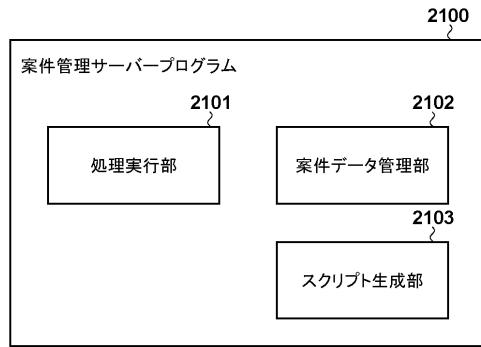 2100
案件管理サーバープログラム
2101
2102
処理実行部
案件データ管理部
2103
スクリプト生成部